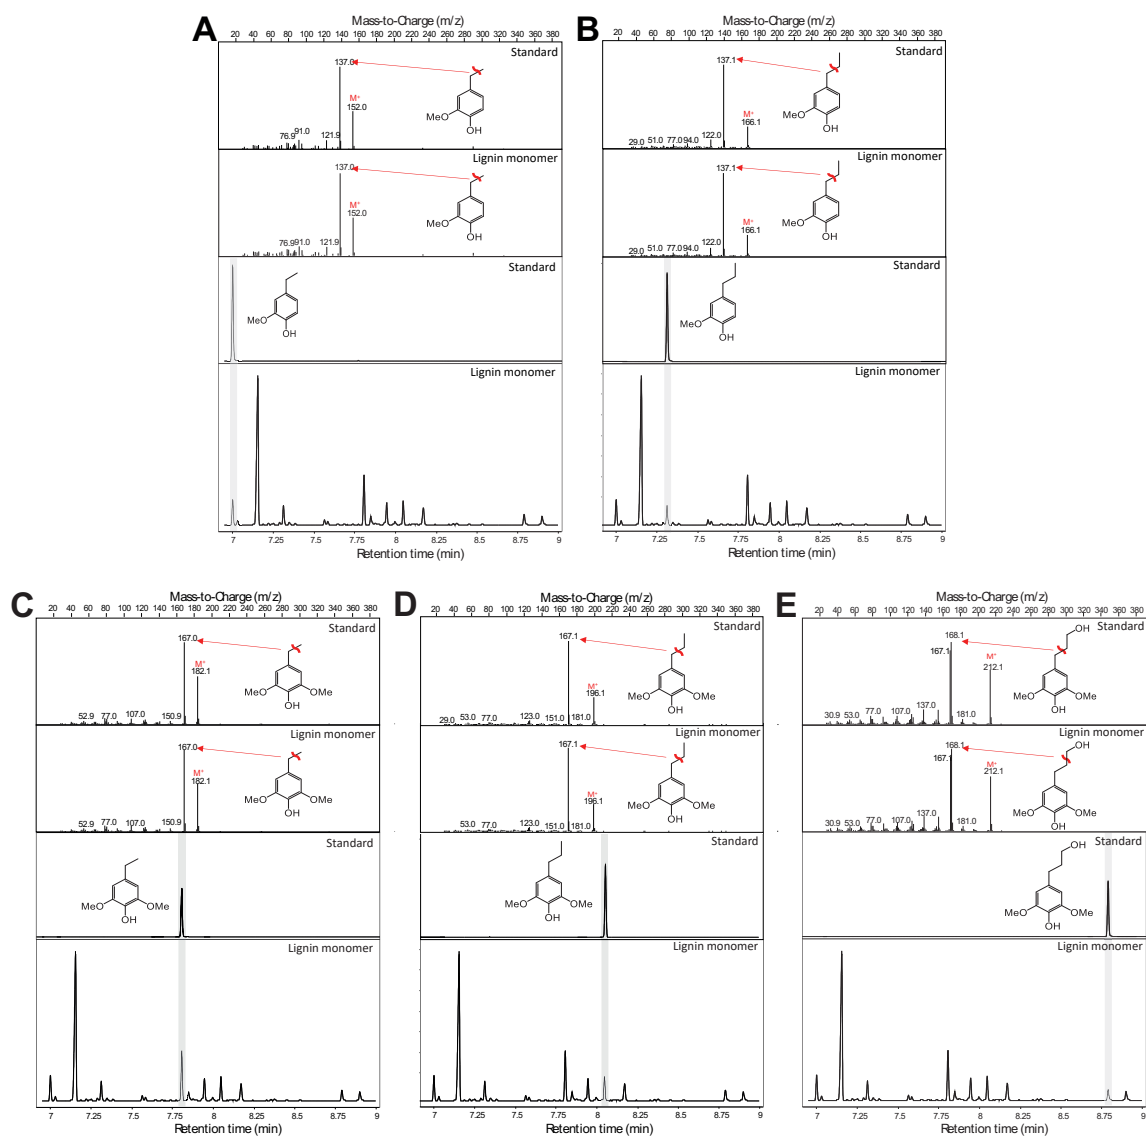 A
Mass-to-Charge (m/z)
20 40 60 80 100 120 140 160 180 200 220 240 260 280 300 320 340 360 380
Standard
137.0
M+
152.0
76.9 91.0 121.9
MeO
OH
Lignin monomer
137.0
M+
152.0
76.9 91.0 121.9
MeO
OH
Standard
MeO
OH
Lignin monomer
7 7.25 7.5 7.75 8 8.25 8.5 8.75 9
Retention time (min)
B
Mass-to-Charge (m/z)
20 40 60 80 100 120 140 160 180 200 220 240 260 280 300 320 340 360 380
Standard
137.1
M+
166.1
29.0 51.0 77.0 94.0 122.0
MeO
OH
Lignin monomer
137.1
M+
166.1
29.0 51.0 77.0 94.0 122.0
MeO
OH
Standard
MeO
OH
Lignin monomer
7 7.25 7.5 7.75 8 8.25 8.5 8.75 9
Retention time (min)
C
Mass-to-Charge (m/z)
20 40 60 80 100 120 140 160 180 200 220 240 260 280 300 320 340 360 380
Standard
167.0
M+
182.1
52.9 77.0 107.0 150.9
MeO OMe
OH
Lignin monomer
167.0
M+
182.1
52.9 77.0 107.0 150.9
MeO OMe
OH
Standard
MeO OMe
OH
Lignin monomer
7 7.25 7.5 7.75 8 8.25 8.5 8.75 9
Retention time (min)
D
Mass-to-Charge (m/z)
20 40 60 80 100 120 140 160 180 200 220 240 260 280 300 320 340 360 380
Standard
167.1
M+
196.1
29.0 53.0 77.0 123.0 151.0 181.0
MeO OMe
OH
Lignin monomer
167.1
M+
196.1
53.0 77.0 123.0 151.0 181.0
MeO OMe
OH
Standard
MeO OMe
OH
Lignin monomer
7 7.25 7.5 7.75 8 8.25 8.5 8.75 9
Retention time (min)
E
Mass-to-Charge (m/z)
20 40 60 80 100 120 140 160 180 200 220 240 260 280 300 320 340 360 380
Standard
168.1
167.1
M+
212.1
30.9 53.0 77.0 107.0 137.0 181.0
OH
MeO OMe
OH
Lignin monomer
168.1
167.1
M+
212.1
30.9 53.0 77.0 107.0 137.0 181.0
OH
MeO OMe
OH
Standard
OH
MeO OMe
OH
Lignin monomer
7 7.25 7.5 7.75 8 8.25 8.5 8.75 9
Retention time (min)